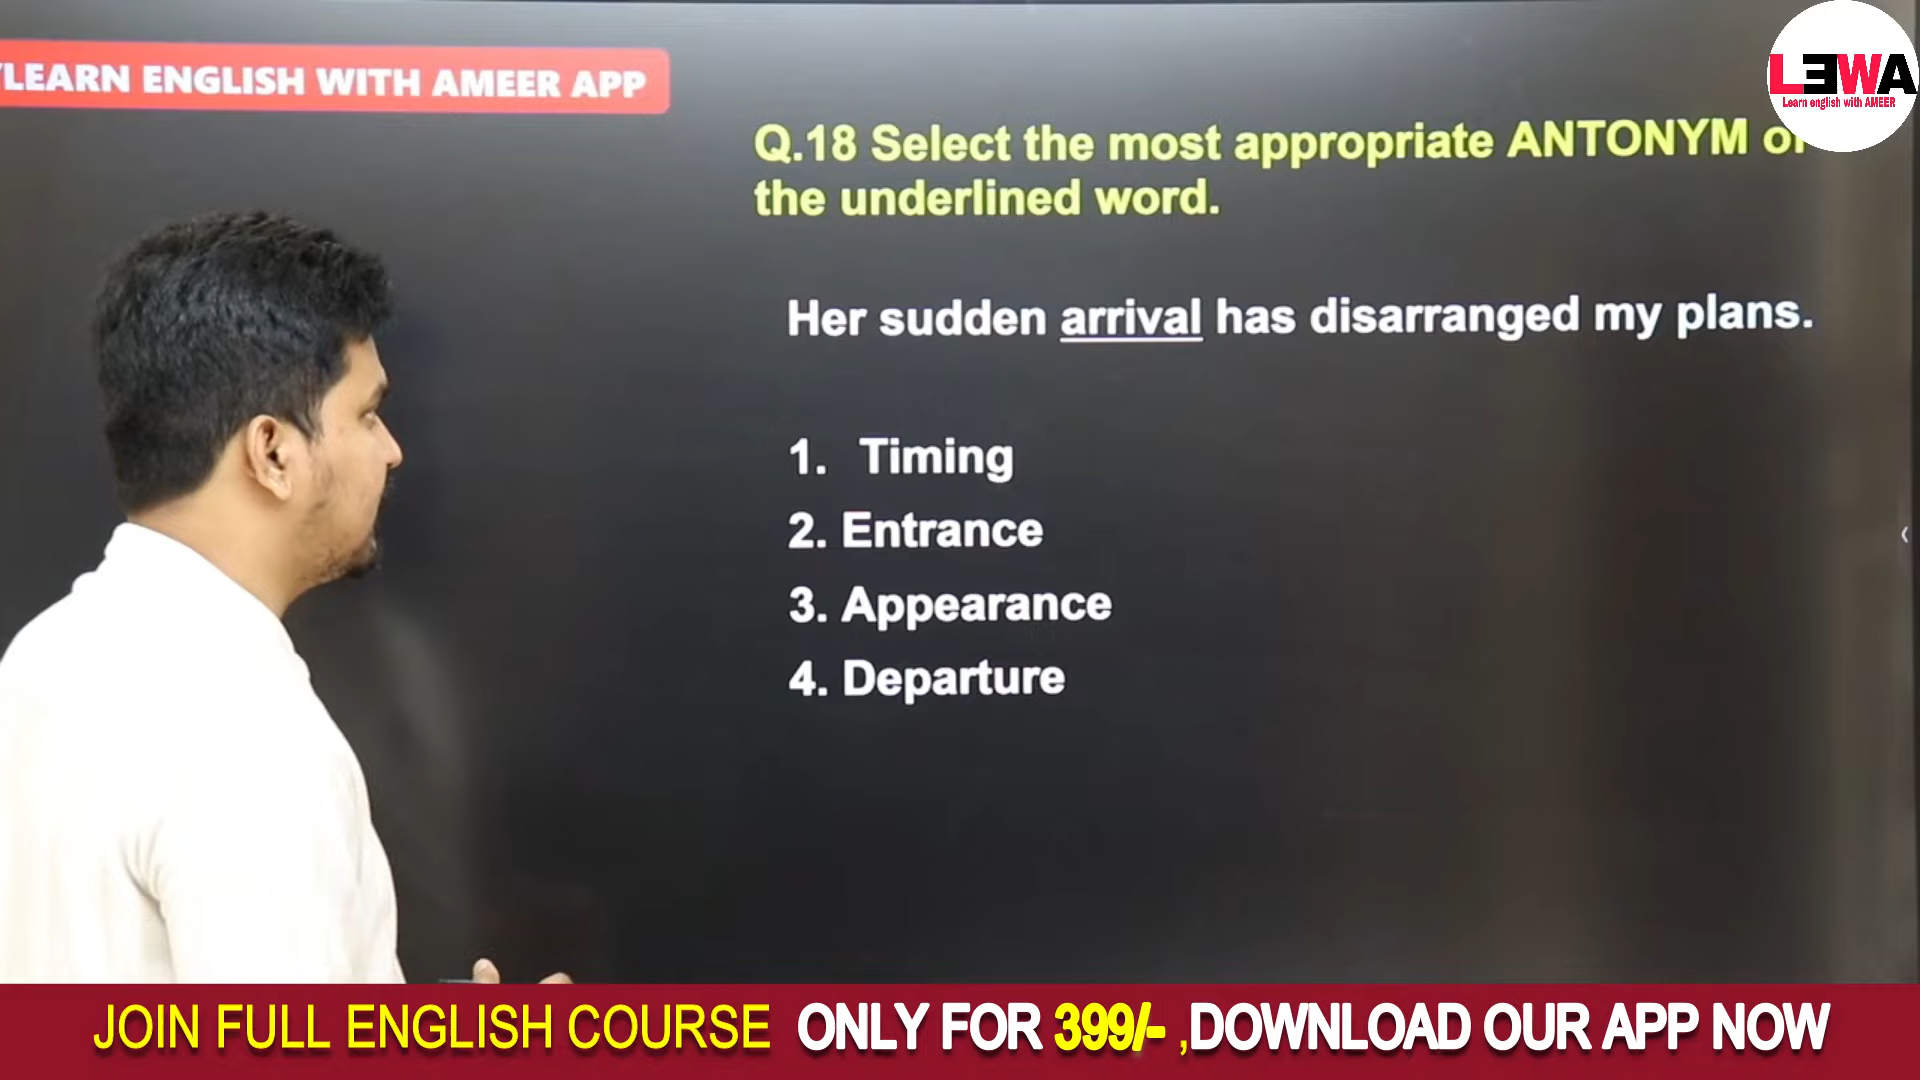 LEARN ENGLISH WITH AMEER APP
LEWA
Learn english with AMEER
Q.18 Select the most appropriate ANTONYM of
the underlined word.
Her sudden arrival has disarranged my plans.
1. Timing
2. Entrance
3. Appearance
4. Departure
JOIN FULL ENGLISH COURSE ONLY FOR 399/- ,DOWNLOAD OUR APP NOW